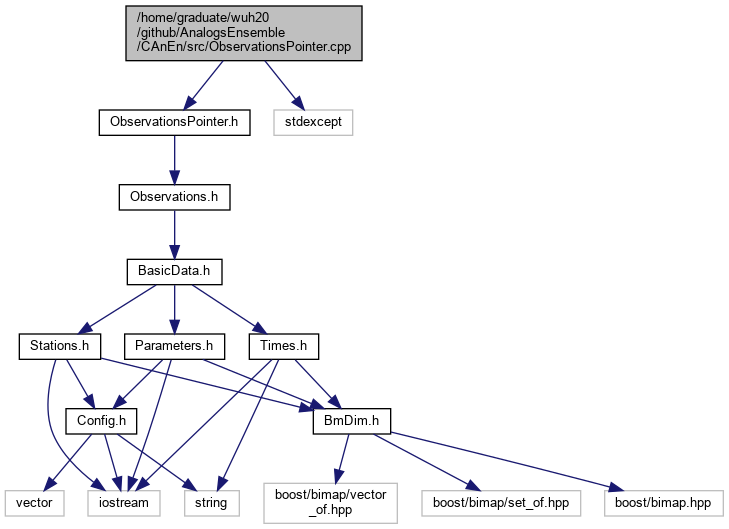 /home/graduate/wuh20
/github/AnalogsEnsemble
/CAnEn/src/ObservationsPointer.cpp
ObservationsPointer.h
stdexcept
Observations.h
BasicData.h
Stations.h
Parameters.h
Times.h
Config.h
BmDim.h
vector
iostream
string
boost/bimap/vector
_of.hpp
boost/bimap/set_of.hpp
boost/bimap.hpp